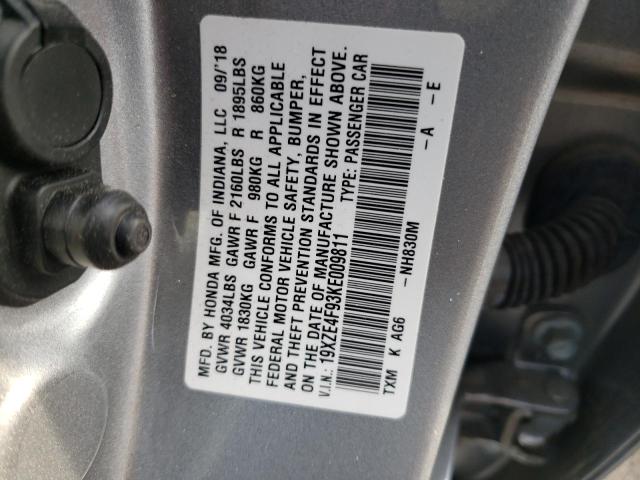 MFD. BY HONDA MFG. OF INDIANA, LLC 09/'18
GVWR 4034LBS GAWR F 2160LBS R 1895LBS
GVWR 1830KG GAWR F 980KG R 860KG
THIS VEHICLE CONFORMS TO ALL APPLICABLE
FEDERAL MOTOR VEHICLE SAFETY, BUMPER,
AND THEFT PREVENTION STANDARDS IN EFFECT
ON THE DATE OF MANUFACTURE SHOWN ABOVE.
V.I.N.: 19XZE4F93KE009811 TYPE: PASSENGER CAR
TXM K AG6 -NH830M -A -E